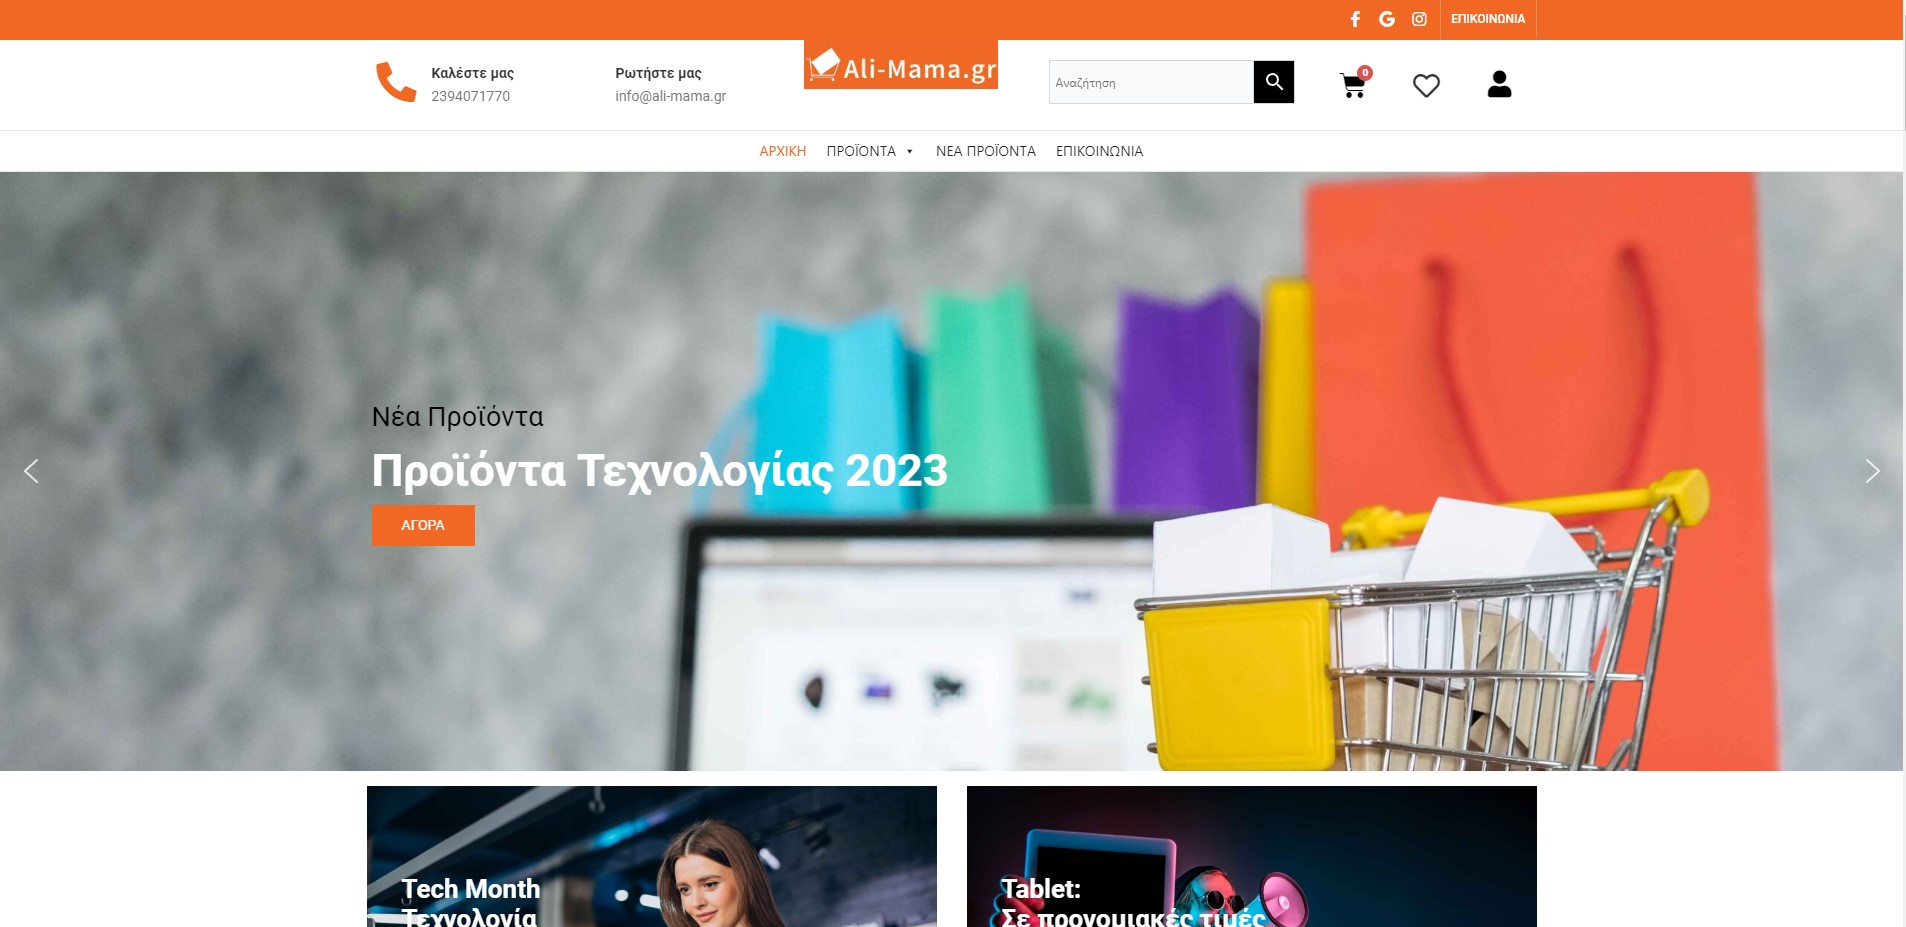 ΕΠΙΚΟΙΝΩΝΙΑ
Καλέστε μας
2394071770
Ρωτήστε μας
info@ali-mama.gr
Ali-Mama.gr
Αναζήτηση
0
ΑΡΧΙΚΗ ΠΡΟΪΟΝΤΑ ΝΕΑ ΠΡΟΪΟΝΤΑ ΕΠΙΚΟΙΝΩΝΙΑ
Νέα Προϊόντα
Προϊόντα Τεχνολογίας 2023
ΑΓΟΡΑ
Tech Month
Τεχνολογία
Tablet:
Σε προνομιακές τιμές